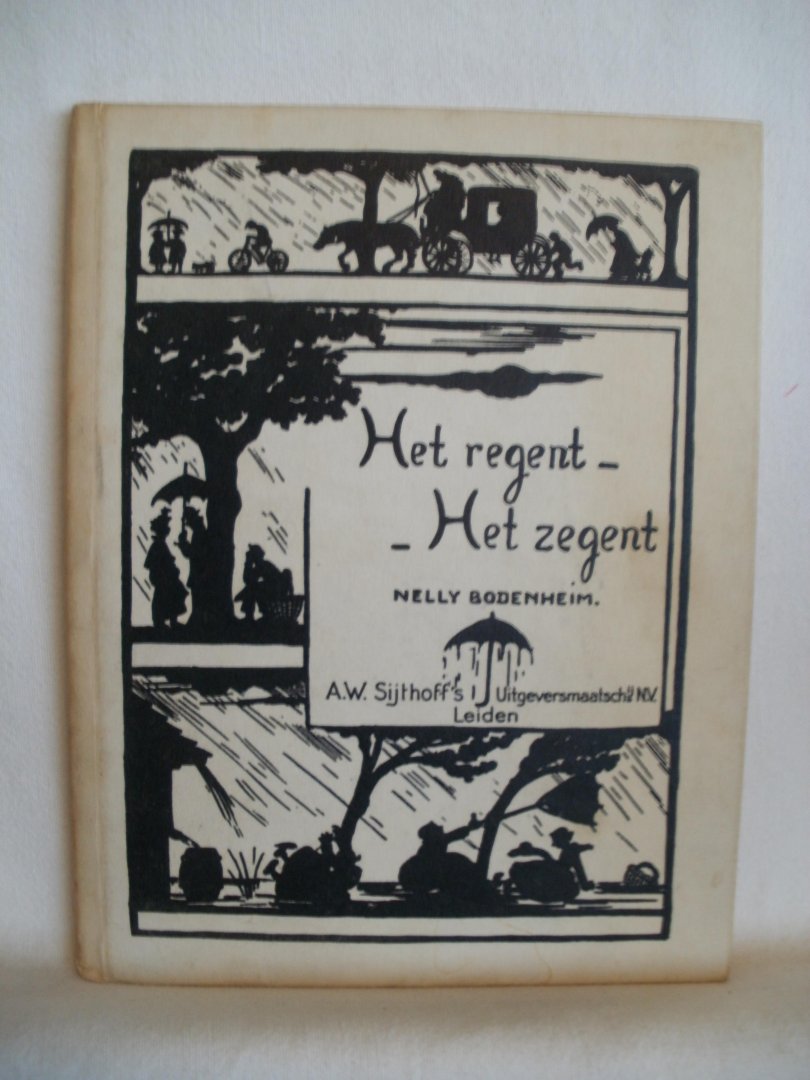 Het regent -
- Het zegent
NELLY BODENHEIM.
A.W. Sijthoff's Uitgeversmaatschij N.V.
Leiden